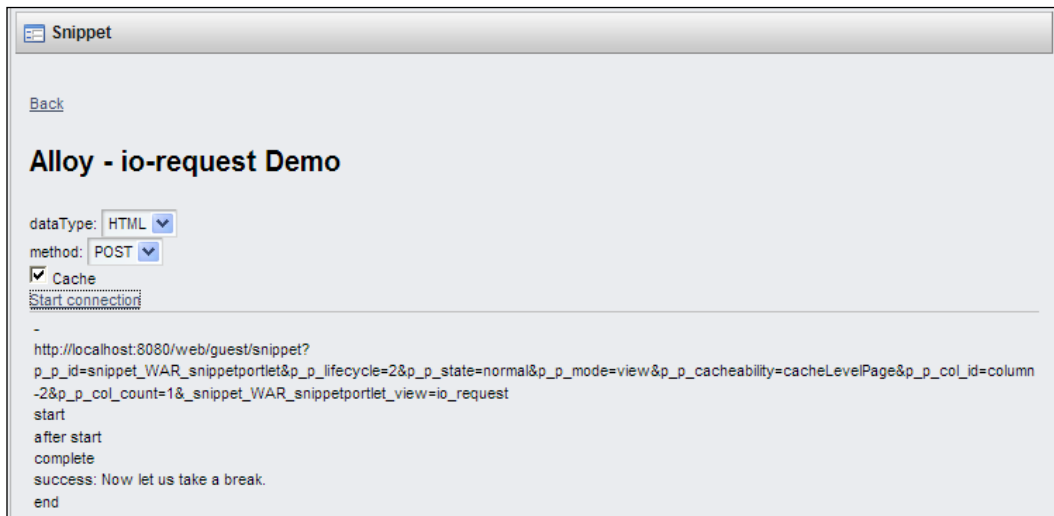 Snippet
Back
Alloy - io-request Demo
dataType: HTML
method: POST
Cache
Start connection
-
http://localhost:8080/web/guest/snippet?
p_p_id=snippet_WAR_snippetportlet&p_p_lifecycle=2&p_p_state=normal&p_p_mode=view&p_p_cacheability=cacheLevelPage&p_p_col_id=column
-2&p_p_col_count=1&_snippet_WAR_snippetportlet_view=io_request
start
after start
complete
success: Now let us take a break.
end